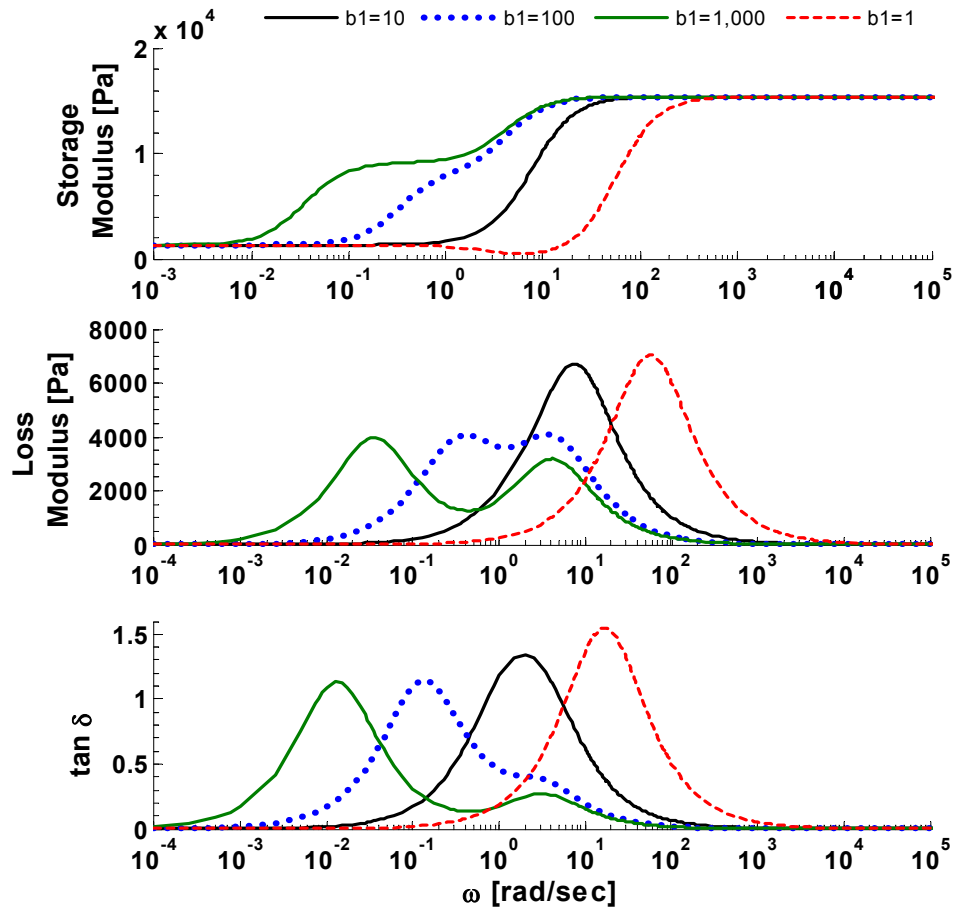 b1=10 b1=100 b1=1,000 b1=1
x 10^4
2
1
0
Storage
Modulus [Pa]
10^-3 10^-2 10^-1 10^0 10^1 10^2 10^3 10^4 10^5
8000
6000
4000
2000
0
Loss
Modulus [Pa]
10^-4 10^-3 10^-2 10^-1 10^0 10^1 10^2 10^3 10^4 10^5
1.5
1
0.5
0
tan δ
10^-4 10^-3 10^-2 10^-1 10^0 10^1 10^2 10^3 10^4 10^5
ω [rad/sec]